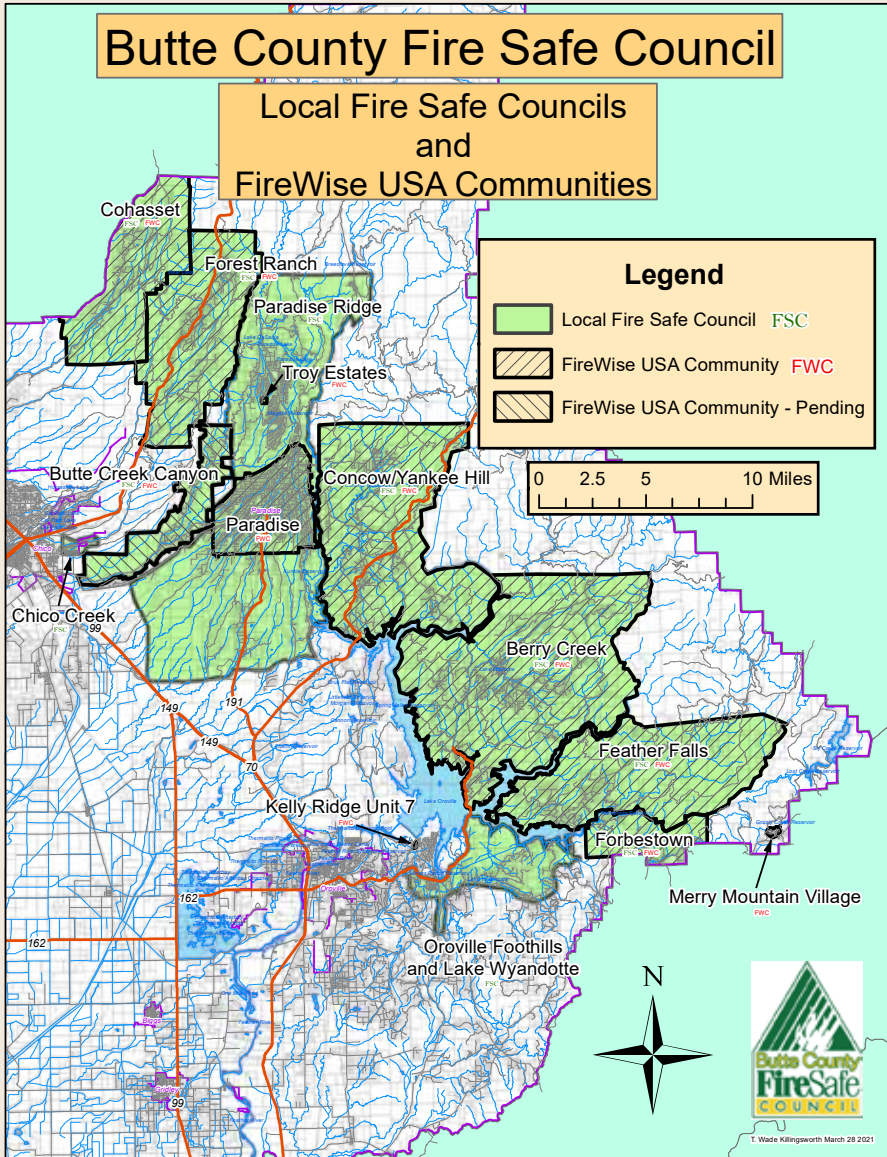 Butte County Fire Safe Council
Local Fire Safe Councils
and
FireWise USA Communities
Cohasset
FSC FWC
Forest Ranch
FSC FWC
Paradise Ridge
FSC
Troy Estates
FWC
Legend
Local Fire Safe Council FSC
FireWise USA Community FWC
FireWise USA Community - Pending
0 2.5 5 10 Miles
Butte Creek Canyon
FSC FWC
Concow/Yankee Hill
FSC FWC
Paradise
Paradise
FWC
Chico
Chico Creek
FSC
99
Berry Creek
FSC FWC
149
191
149
70
Feather Falls
FSC FWC
Lake Oroville
Kelly Ridge Unit 7
FWC
Forbestown
FSC FWC
Merry Mountain Village
FWC
Oroville
162
162
Oroville Foothills
and Lake Wyandotte
FSC
N
Biggs
Gridley
99
Butte County
FireSafe
COUNCIL
T. Wade Killingsworth March 28 2021